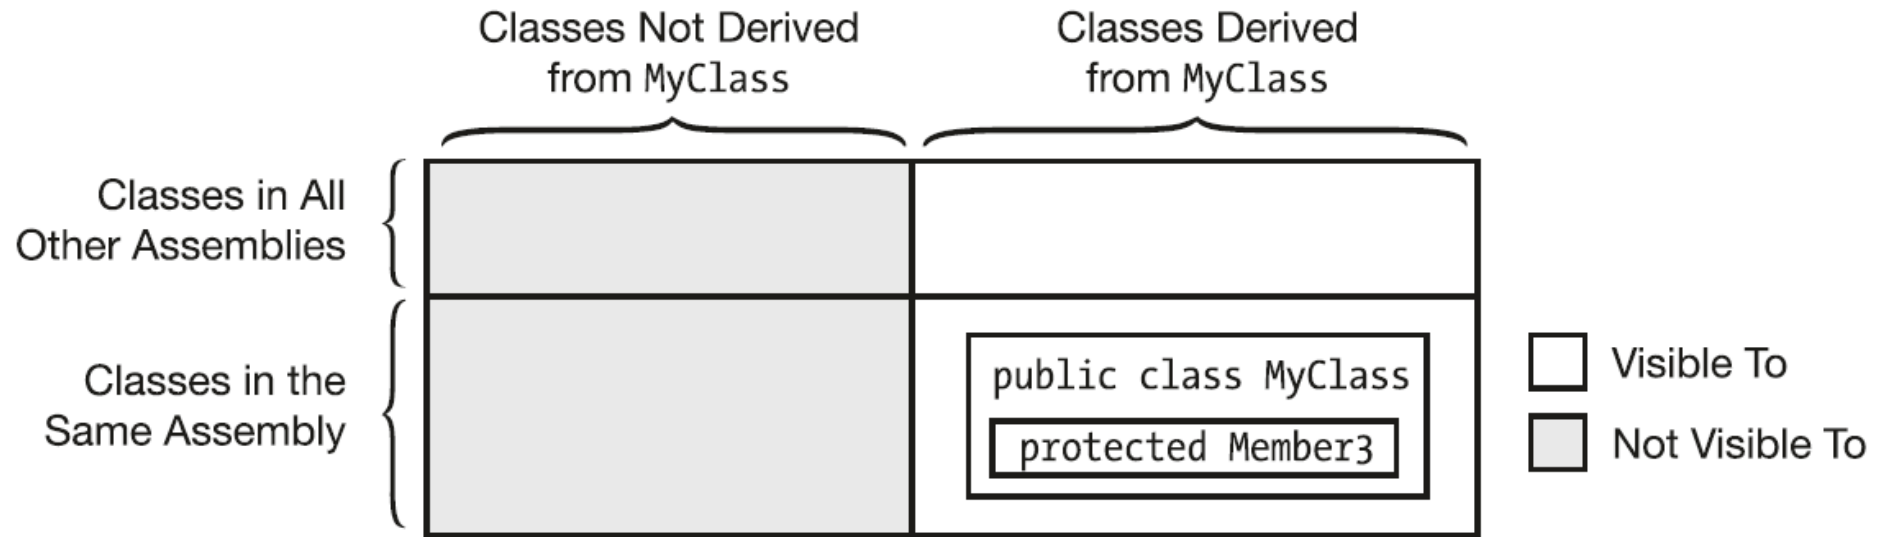 Classes Not Derived
from MyClass
Classes Derived
from MyClass
Classes in All
Other Assemblies
Classes in the
Same Assembly
public class MyClass
protected Member3
Visible To
Not Visible To